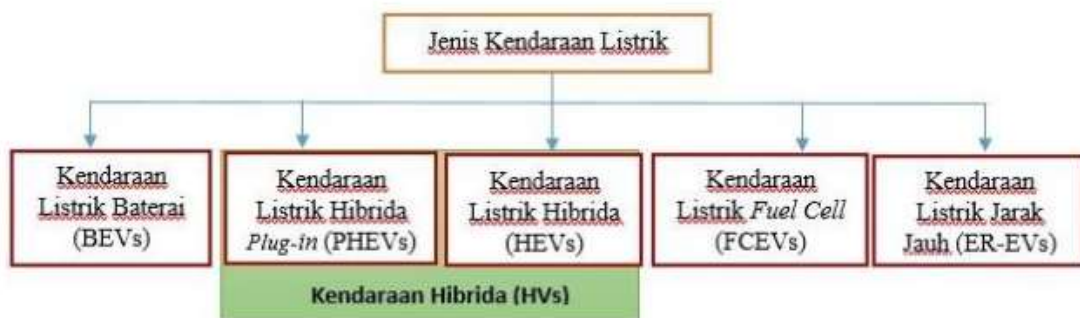 Jenis Kendaraan Listrik
Kendaraan
Listrik Baterai
(BEVs)
Kendaraan
Listrik Hibrida
Plug-in (PHEVs)
Kendaraan
Listrik Hibrida
(HEVs)
Kendaraan
Listrik Fuel Cell
(FCEVs)
Kendaraan
Listrik Jarak
Jauh (ER-EVs)
Kendaraan Hibrida (HVs)